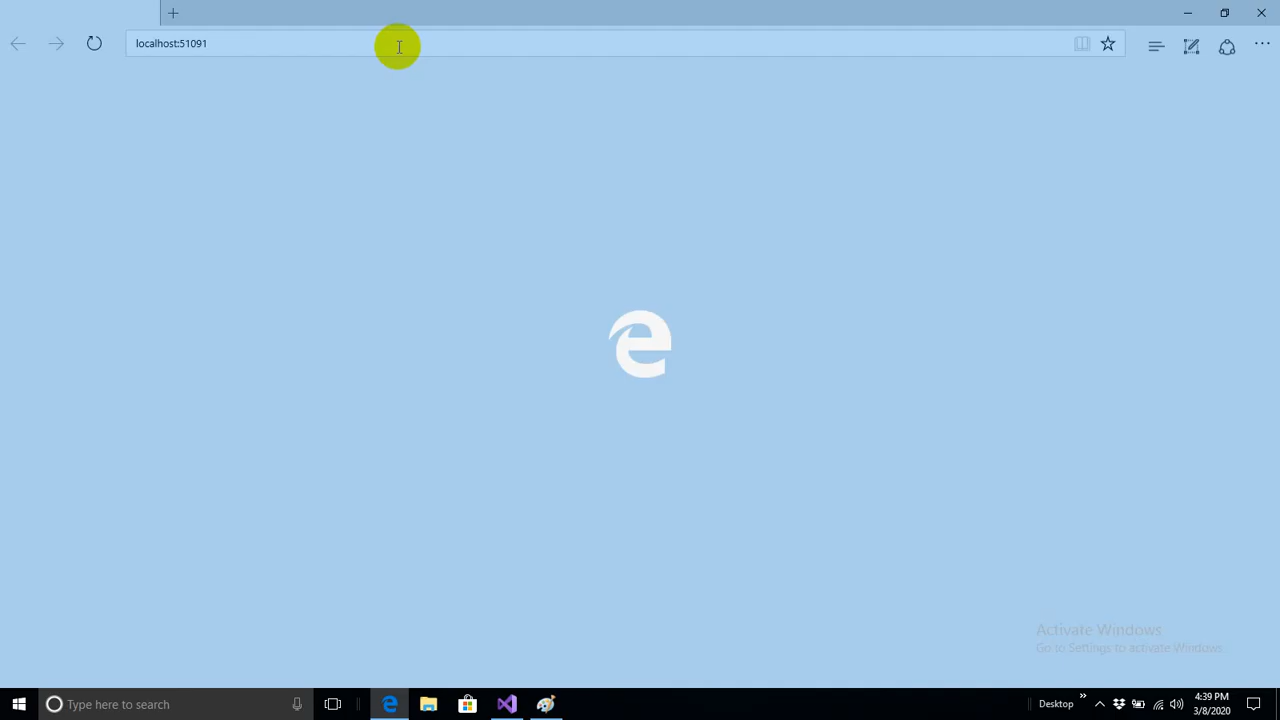 localhost:51091
Activate Windows
Go to Settings to activate Windows.
Type here to search
Desktop
4:39 PM
3/8/2020